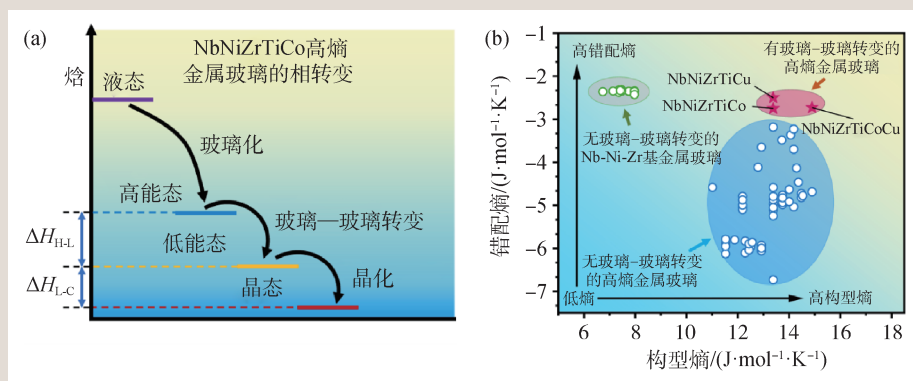 (a)
NbNiZrTiCo高熵
金属玻璃的相转变
焓
液态
玻璃化
高能态
玻璃—玻璃转变
ΔH_H-L
低能态
ΔH_L-C
晶态
晶化
(b)
−1
−2
−3
−4
−5
−6
−7
错配熵/(J·mol⁻¹·K⁻¹)
高错配熵
有玻璃–玻璃转变的
高熵金属玻璃
NbNiZrTiCu
NbNiZrTiCo
NbNiZrTiCoCu
无玻璃–玻璃转变的
Nb-Ni-Zr基金属玻璃
无玻璃–玻璃转变
的高熵金属玻璃
低熵
高构型熵
6 8 10 12 14 16 18
构型熵/(J·mol⁻¹·K⁻¹)